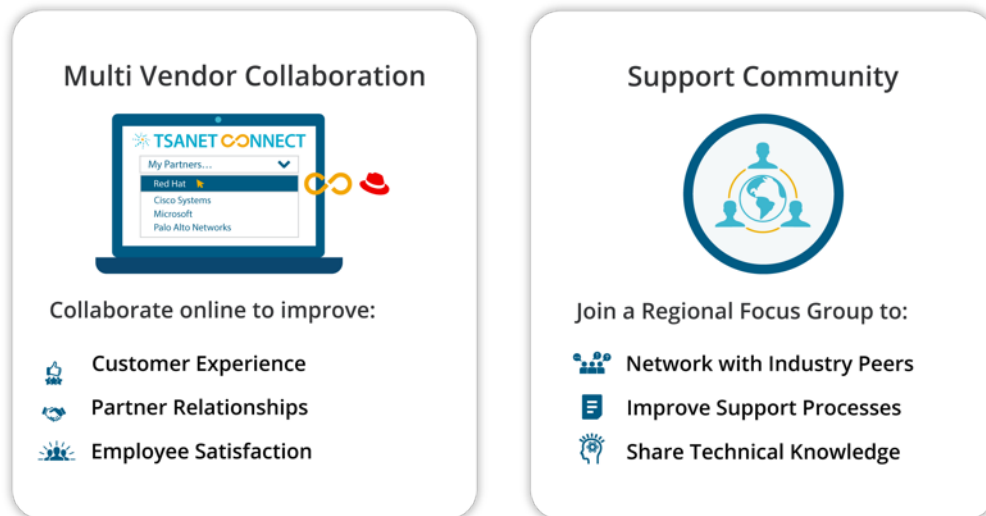 Multi Vendor Collaboration
TSANET CONNECT
My Partners...
Red Hat
Cisco Systems
Microsoft
Palo Alto Networks
Collaborate online to improve:
Customer Experience
Partner Relationships
Employee Satisfaction
Support Community
Join a Regional Focus Group to:
Network with Industry Peers
Improve Support Processes
Share Technical Knowledge